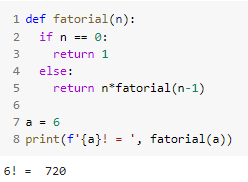 1 def fatorial(n):
2   if n == 0:
3     return 1
4   else:
5     return n*fatorial(n-1)
6
7 a = 6
8 print(f'{a}! = ', fatorial(a))
6! =  720